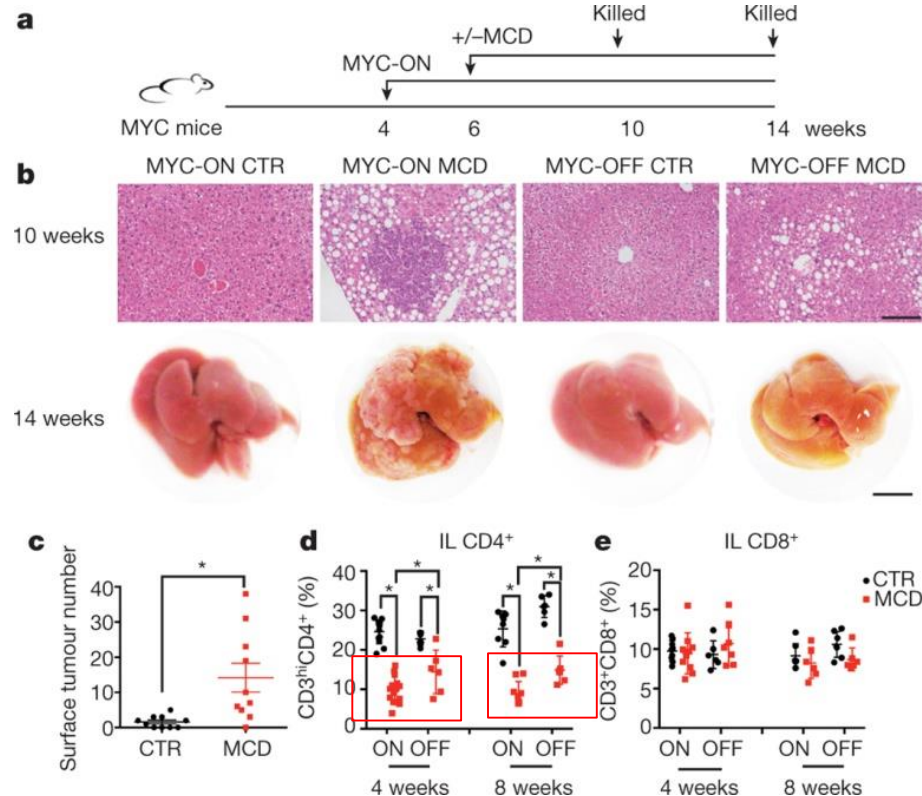 a
Killed Killed
+/–MCD
MYC-ON
MYC mice
4 6 10 14 weeks
b
MYC-ON CTR MYC-ON MCD MYC-OFF CTR MYC-OFF MCD
10 weeks
14 weeks
c
*
Surface tumour number
40
30
20
10
0
CTR MCD
d
IL CD4+
* *
* * * *
CD3hiCD4+ (%)
40
30
20
10
0
ON OFF ON OFF
4 weeks 8 weeks
e
IL CD8+
CTR
MCD
CD3+CD8+ (%)
20
15
10
5
0
ON OFF ON OFF
4 weeks 8 weeks